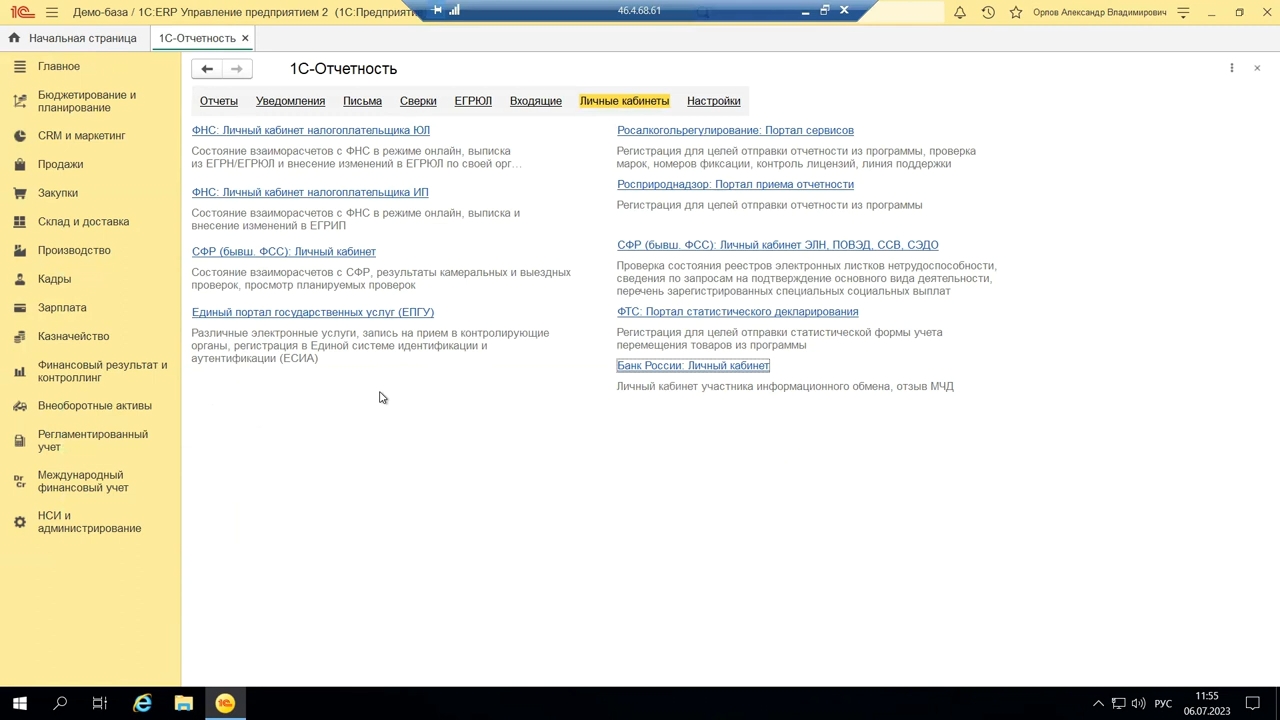 Демо-база / 1С:ERP Управление предприятием 2 (1С:Предприяти
46.4.68.61
Орлов Александр Владимирович
Начальная страница
1С-Отчетность
Главное
Бюджетирование и
планирование
CRM и маркетинг
Продажи
Закупки
Склад и доставка
Производство
Кадры
Зарплата
Казначейство
Финансовый результат и
контроллинг
Внеоборотные активы
Регламентированный
учет
Международный
финансовый учет
НСИ и
администрирование
1С-Отчетность
Отчеты Уведомления Письма Сверки ЕГРЮЛ Входящие Личные кабинеты Настройки
ФНС: Личный кабинет налогоплательщика ЮЛ
Состояние взаиморасчетов с ФНС в режиме онлайн, выписка
из ЕГРН/ЕГРЮЛ и внесение изменений в ЕГРЮЛ по своей орг...
ФНС: Личный кабинет налогоплательщика ИП
Состояние взаиморасчетов с ФНС в режиме онлайн, выписка и
внесение изменений в ЕГРИП
СФР (бывш. ФСС): Личный кабинет
Состояние взаиморасчетов с СФР, результаты камеральных и выездных
проверок, просмотр планируемых проверок
Единый портал государственных услуг (ЕПГУ)
Различные электронные услуги, запись на прием в контролирующие
органы, регистрация в Единой системе идентификации и
аутентификации (ЕСИА)
Росалкогольрегулирование: Портал сервисов
Регистрация для целей отправки отчетности из программы, проверка
марок, номеров фиксации, контроль лицензий, линия поддержки
Росприроднадзор: Портал приема отчетности
Регистрация для целей отправки отчетности из программы
СФР (бывш. ФСС): Личный кабинет ЭЛН, ПОВЭД, ССВ, СЭДО
Проверка состояния реестров электронных листков нетрудоспособности,
сведения по запросам на подтверждение основного вида деятельности,
перечень зарегистрированных специальных социальных выплат
ФТС: Портал статистического декларирования
Регистрация для целей отправки статистической формы учета
перемещения товаров из программы
Банк России: Личный кабинет
Личный кабинет участника информационного обмена, отзыв МЧД
РУС
11:55
06.07.2023